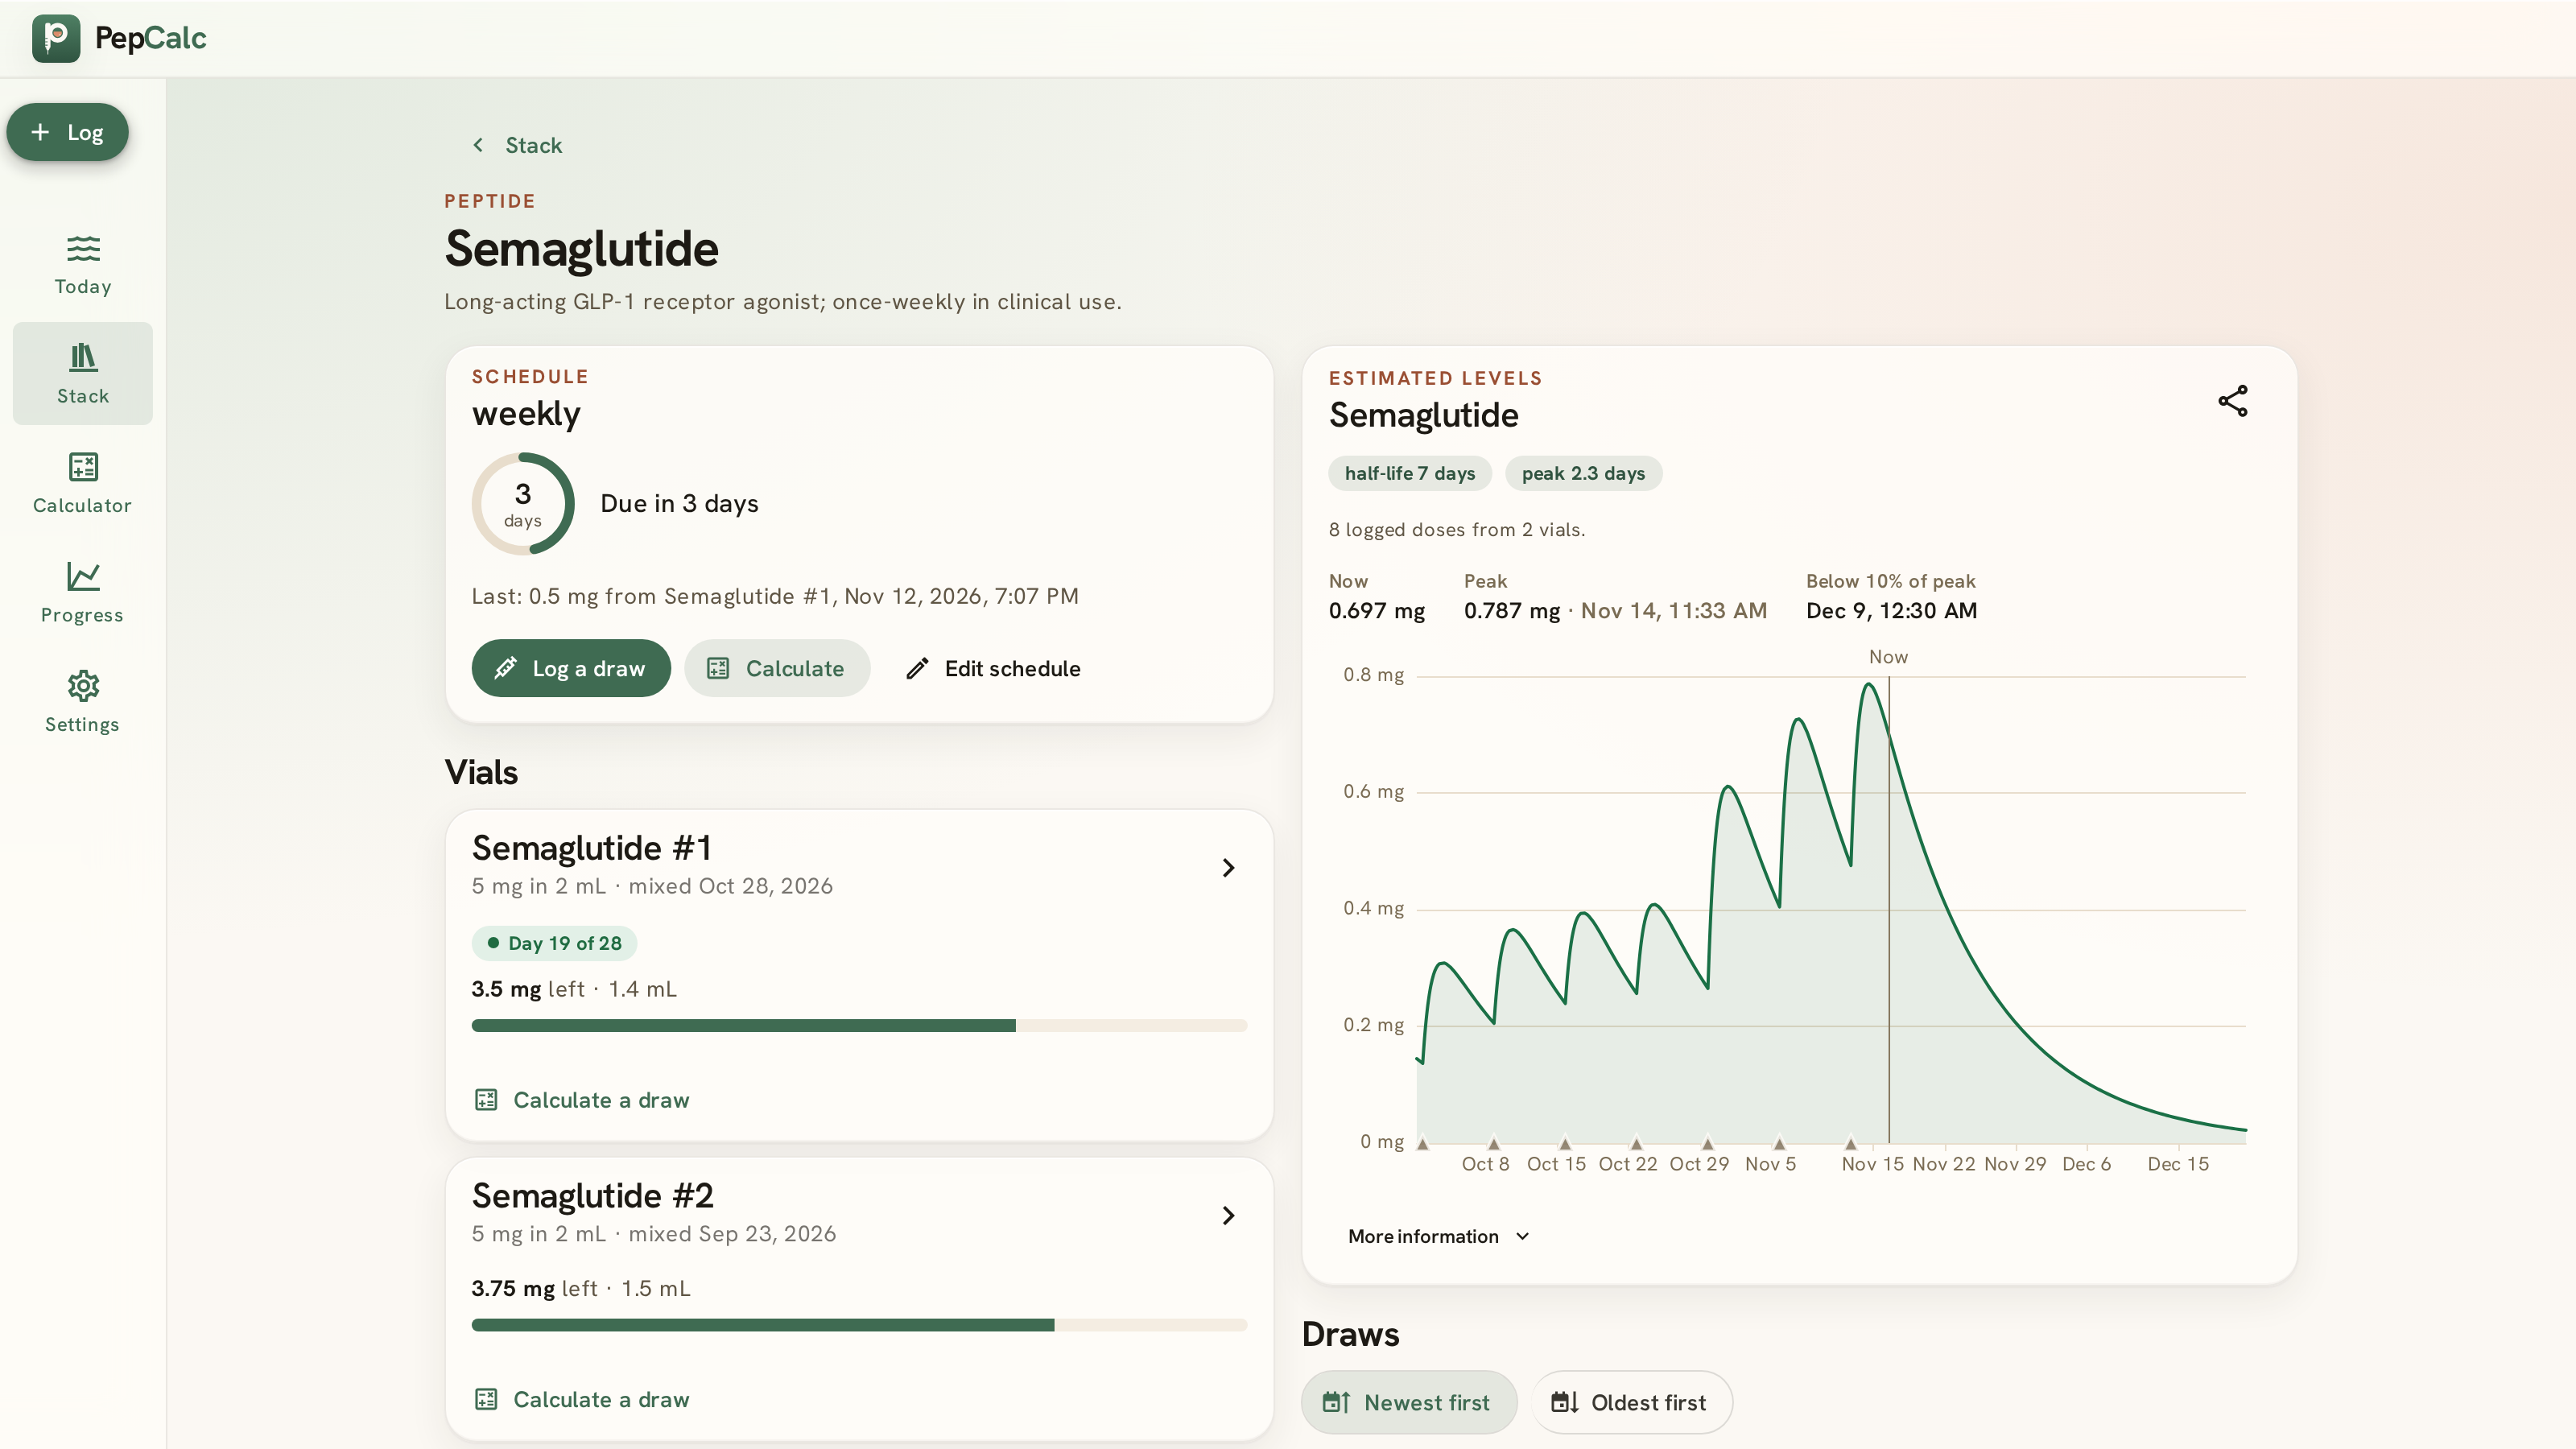 PepCalc
Log
Today
Stack
Calculator
Progress
Settings
Stack
PEPTIDE
Semaglutide
Long-acting GLP-1 receptor agonist; once-weekly in clinical use.
SCHEDULE
weekly
3
days
Due in 3 days
Last: 0.5 mg from Semaglutide #1, Nov 12, 2026, 7:07 PM
Log a draw
Calculate
Edit schedule
Vials
Semaglutide #1
5 mg in 2 mL · mixed Oct 28, 2026
Day 19 of 28
3.5 mg left · 1.4 mL
Calculate a draw
Semaglutide #2
5 mg in 2 mL · mixed Sep 23, 2026
3.75 mg left · 1.5 mL
Calculate a draw
ESTIMATED LEVELS
Semaglutide
half-life 7 days
peak 2.3 days
8 logged doses from 2 vials.
Now
0.697 mg
Peak
0.787 mg · Nov 14, 11:33 AM
Below 10% of peak
Dec 9, 12:30 AM
Now
0.8 mg
0.6 mg
0.4 mg
0.2 mg
0 mg
Oct 8 Oct 15 Oct 22 Oct 29 Nov 5 Nov 15 Nov 22 Nov 29 Dec 6 Dec 15
More information
Draws
Newest first
Oldest first